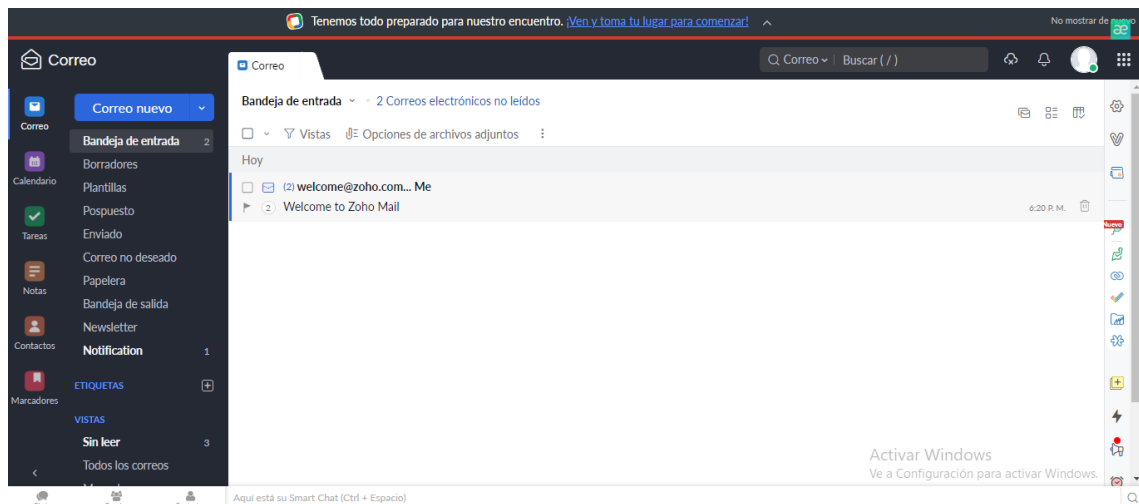 Tenemos todo preparado para nuestro encuentro. ¡Ven y toma tu lugar para comenzar!
No mostrar de
Correo
Correo
Correo
Buscar ( / )
Correo
Calendario
Tareas
Notas
Contactos
Marcadores
Correo nuevo
Bandeja de entrada 2
Borradores
Plantillas
Pospuesto
Enviado
Correo no deseado
Papelera
Bandeja de salida
Newsletter
Notification 1
ETIQUETAS
VISTAS
Sin leer 3
Todos los correos
Bandeja de entrada 2 Correos electrónicos no leídos
Vistas Opciones de archivos adjuntos
Hoy
(2) welcome@zoho.com... Me
2 Welcome to Zoho Mail 6:20 P. M.
Nuevo
Activar Windows
Ve a Configuración para activar Windows.
Aquí está su Smart Chat (Ctrl + Espacio)